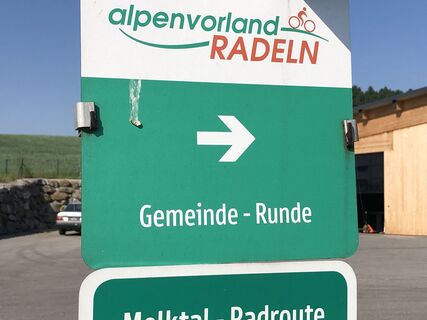 alpenvorland
RADELN
Gemeinde - Runde
Melktal - Radroute